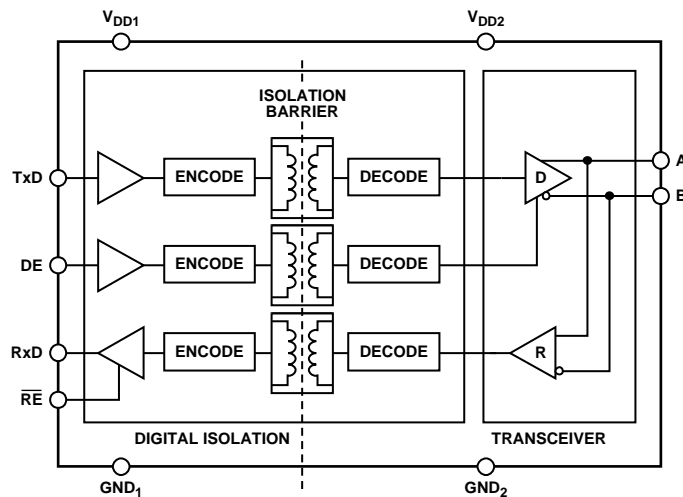 VDD1
VDD2
ISOLATION
BARRIER
TxD
ENCODE
DECODE
D
A
DE
ENCODE
DECODE
RxD
ENCODE
DECODE
R
RE
DIGITAL ISOLATION
TRANSCEIVER
GND1
GND2